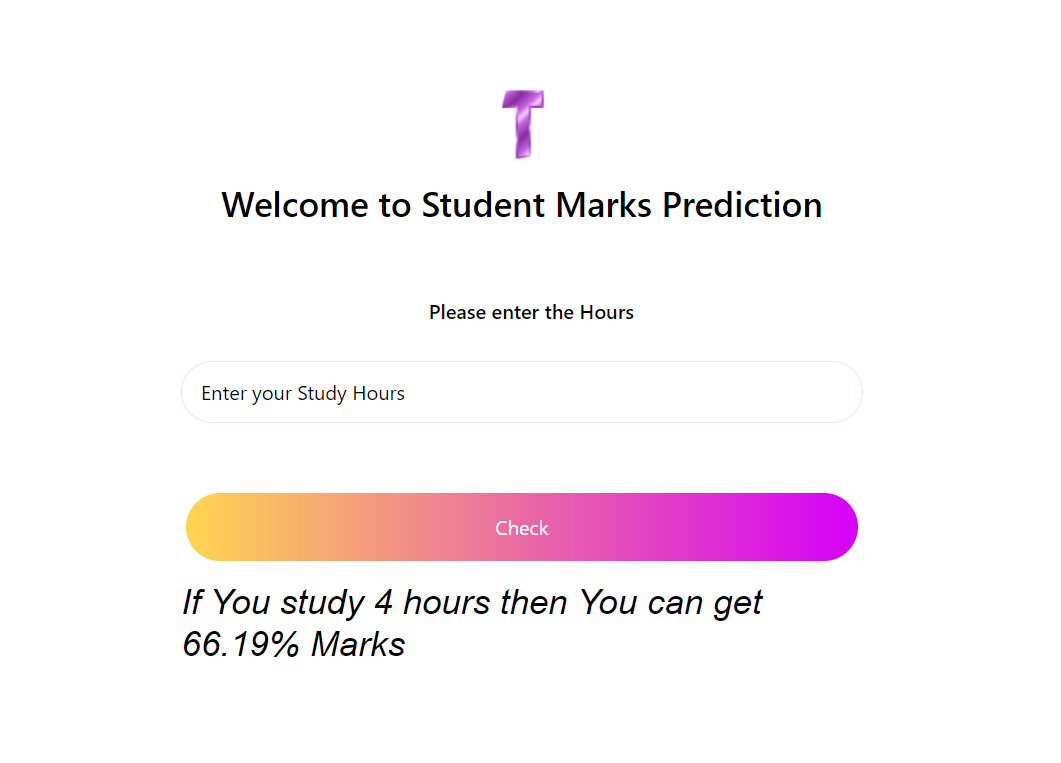 T
Welcome to Student Marks Prediction
Please enter the Hours
Enter your Study Hours
Check
If You study 4 hours then You can get
66.19% Marks